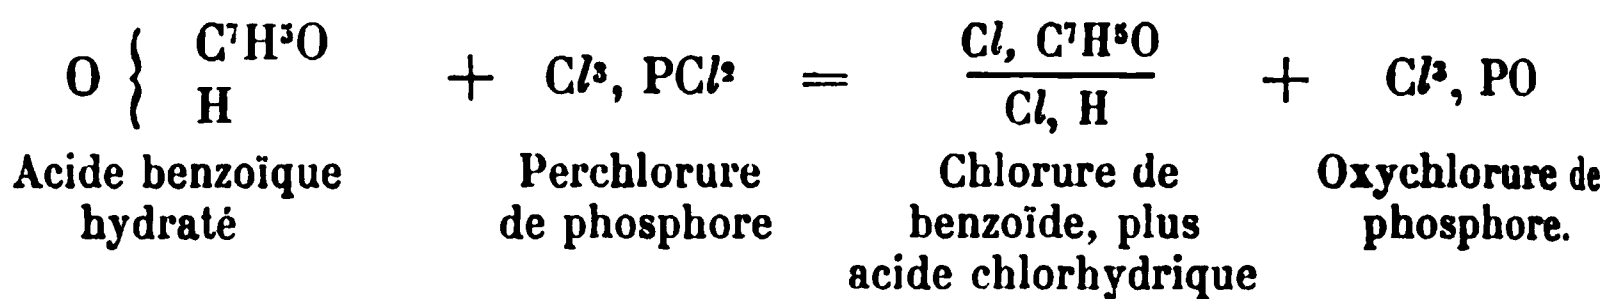 O { C⁷H⁵O
H
+ Cl³, PCl² = Cl, C⁷H⁵O
Cl, H
+ Cl³, PO
Acide benzoïque
hydraté
Perchlorure
de phosphore
Chlorure de
benzoïde, plus
acide chlorhydrique
Oxychlorure de
phosphore.